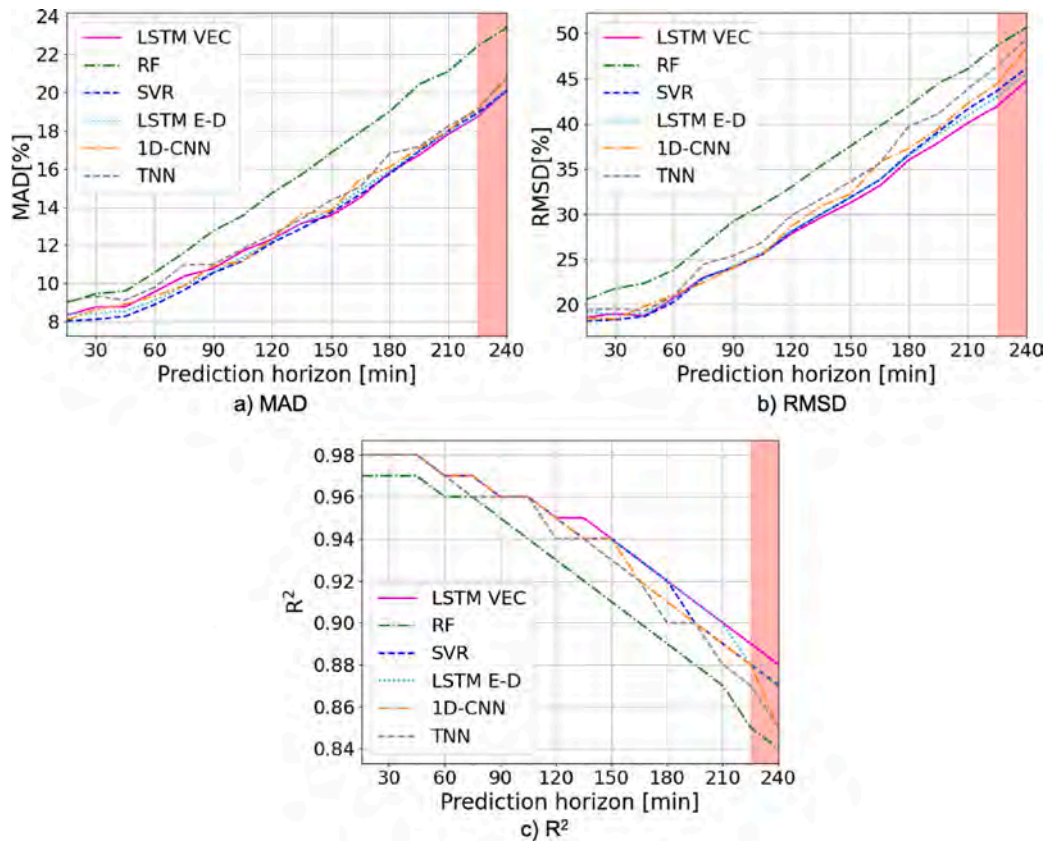 24
22
20
18
16
14
12
10
8
MAD[%]
LSTM VEC
RF
SVR
LSTM E-D
1D-CNN
TNN
30 60 90 120 150 180 210 240
Prediction horizon [min]
a) MAD
50
45
40
35
30
25
20
RMSD[%]
LSTM VEC
RF
SVR
LSTM E-D
1D-CNN
TNN
30 60 90 120 150 180 210 240
Prediction horizon [min]
b) RMSD
0.98
0.96
0.94
0.92
0.90
0.88
0.86
0.84
R²
LSTM VEC
RF
SVR
LSTM E-D
1D-CNN
TNN
30 60 90 120 150 180 210 240
Prediction horizon [min]
c) R²